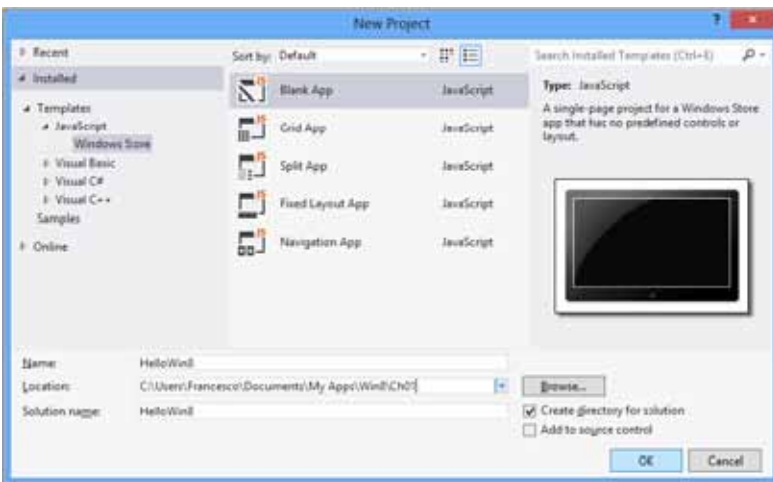 New Project
?
Recent
Installed
Templates
JavaScript
Windows Store
Visual Basic
Visual C#
Visual C++
Samples
Online
Sort by: Default
Blank App JavaScript
Grid App JavaScript
Split App JavaScript
Fixed Layout App JavaScript
Navigation App JavaScript
Search Installed Templates (Ctrl+E)
Type: JavaScript
A single-page project for a Windows Store
app that has no predefined controls or
layout.
Name: HelloWin8
Location: C:\Users\Francesco\Documents\My Apps\Win8\Ch01
Browse...
Solution name: HelloWin8
Create directory for solution
Add to source control
OK Cancel